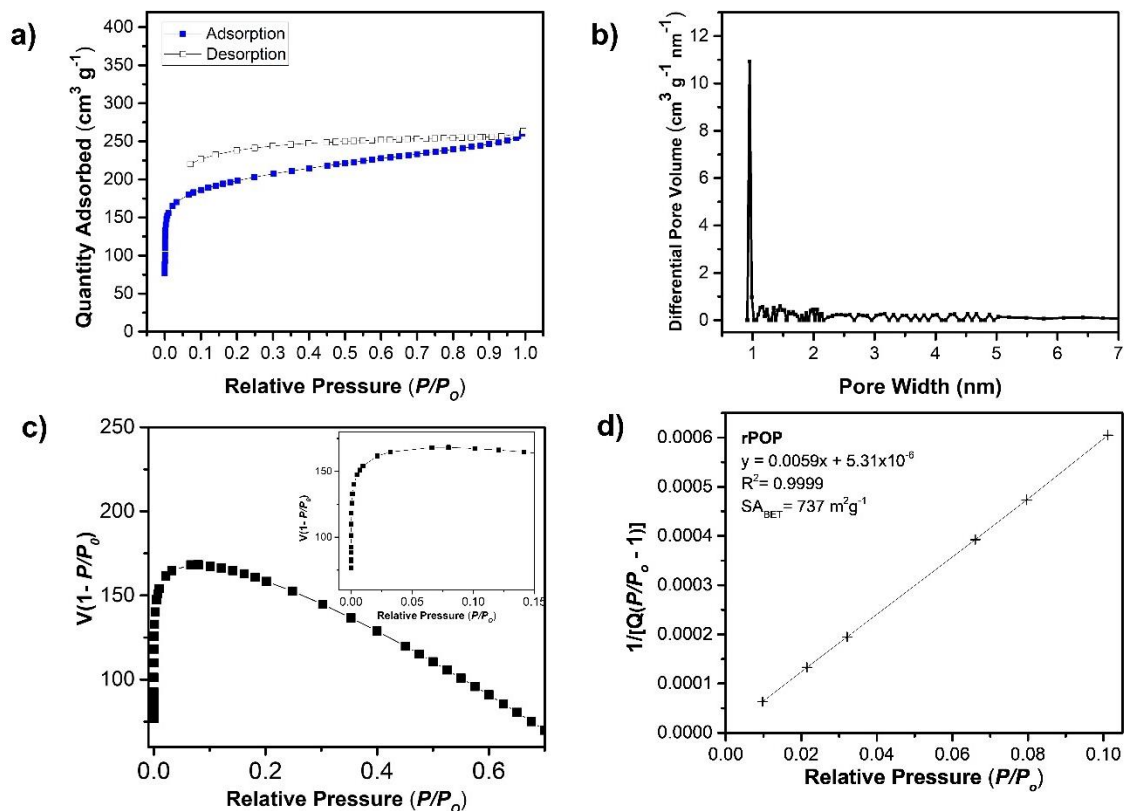 a)
Quantity Adsorbed (cm³ g⁻¹)
400
350
300
250
200
150
100
50
0
Adsorption
Desorption
0.0 0.1 0.2 0.3 0.4 0.5 0.6 0.7 0.8 0.9 1.0
Relative Pressure (P/Pₒ)
b)
Differential Pore Volume (cm³ g⁻¹ nm⁻¹)
12
10
8
6
4
2
0
1 2 3 4 5 6 7
Pore Width (nm)
c)
V(1- P/P₀)
250
200
150
100
0.0 0.2 0.4 0.6
Relative Pressure (P/Pₒ)
V(1- P/P₀)
150
100
0.00 0.05 0.10 0.15
Relative Pressure (P/Pₒ)
d)
1/[Q(P/Pₒ - 1)]
0.0006
0.0005
0.0004
0.0003
0.0002
0.0001
0.0000
rPOP
y = 0.0059x + 5.31x10⁻⁶
R²= 0.9999
SA_BET= 737 m²g⁻¹
0.00 0.02 0.04 0.06 0.08 0.10
Relative Pressure (P/Pₒ)